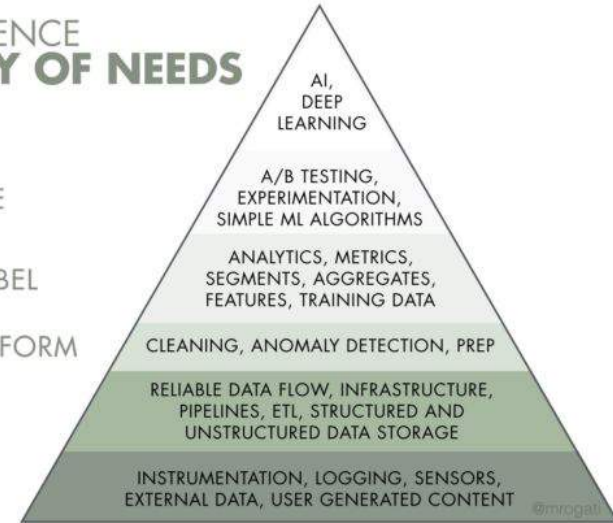 ENCE
Y OF NEEDS
AI,
DEEP
LEARNING
A/B TESTING,
EXPERIMENTATION,
SIMPLE ML ALGORITHMS
E
ANALYTICS, METRICS,
SEGMENTS, AGGREGATES,
FEATURES, TRAINING DATA
BEL
CLEANING, ANOMALY DETECTION, PREP
FORM
RELIABLE DATA FLOW, INFRASTRUCTURE,
PIPELINES, ETL, STRUCTURED AND
UNSTRUCTURED DATA STORAGE
INSTRUMENTATION, LOGGING, SENSORS,
EXTERNAL DATA, USER GENERATED CONTENT
@mrogati